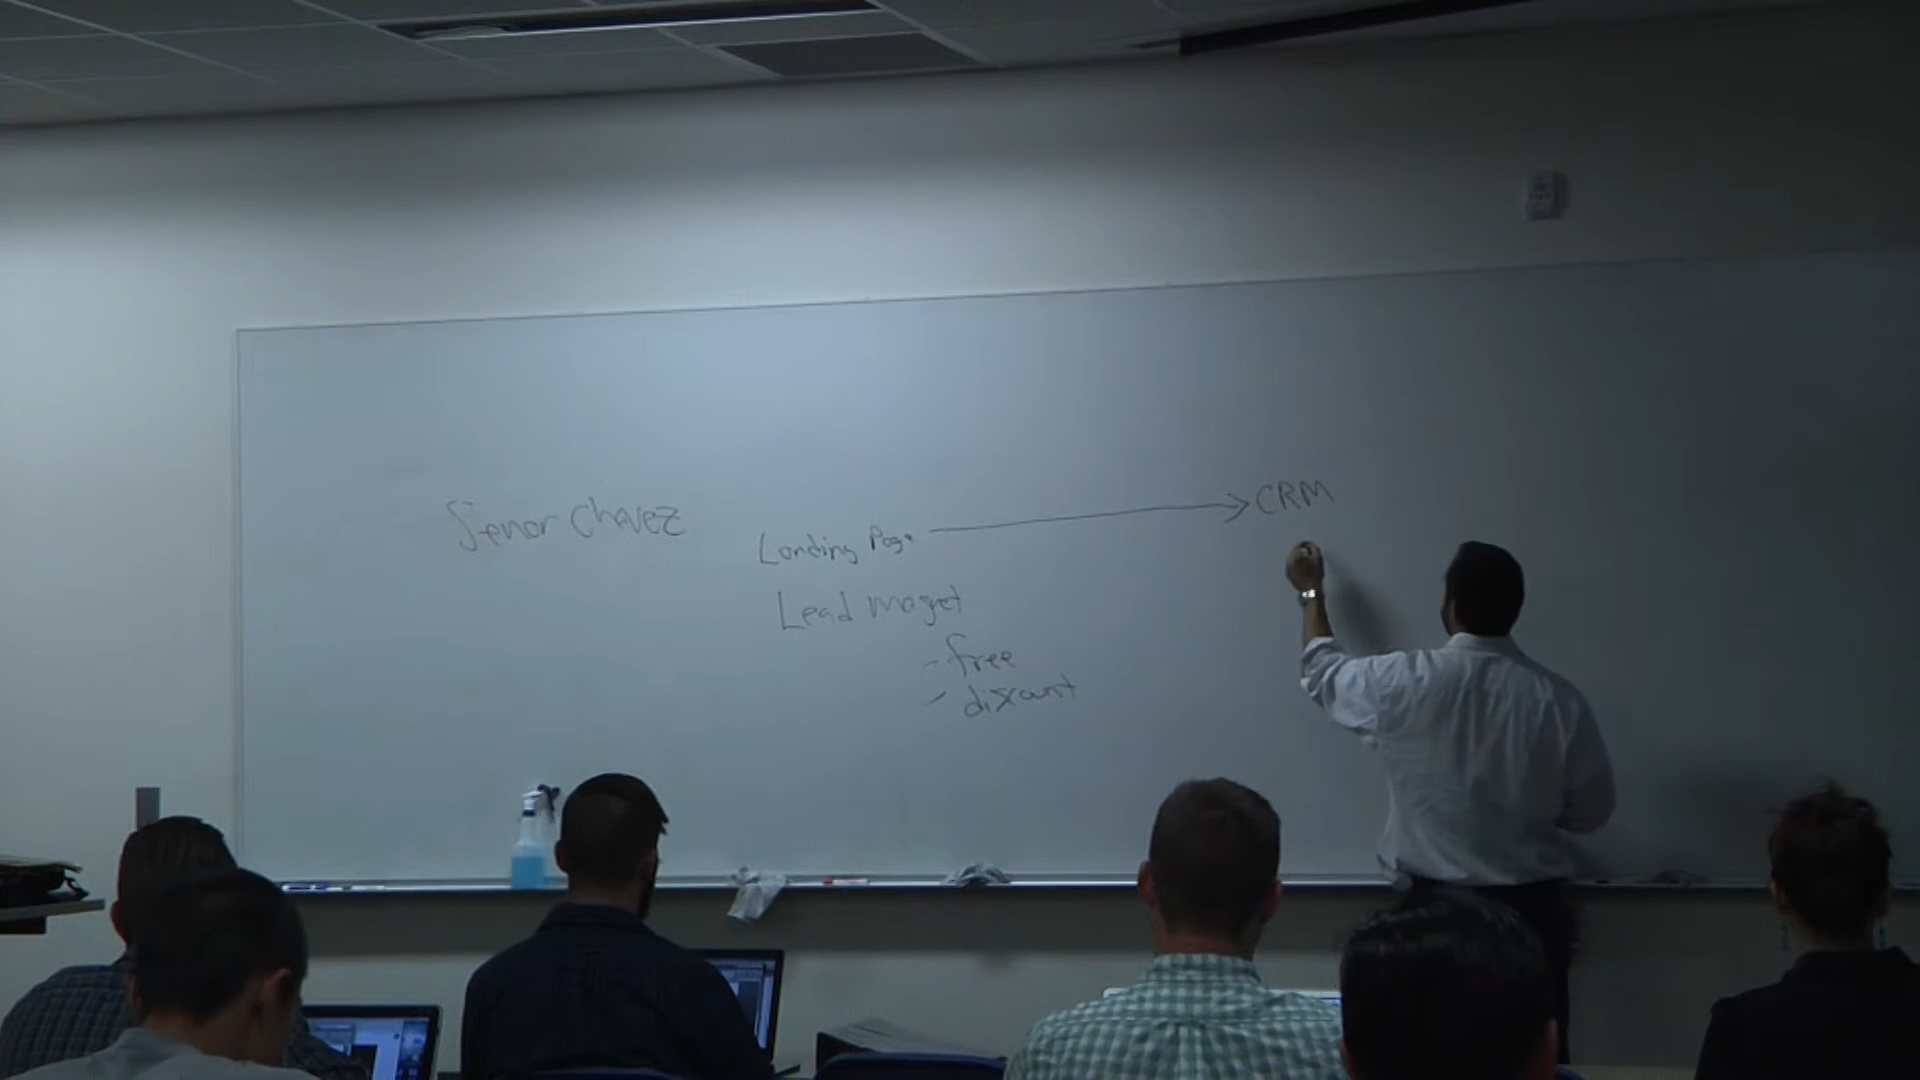 Senor Chavez
Landing Page
CRM
Lead Magnet
- free
- discount